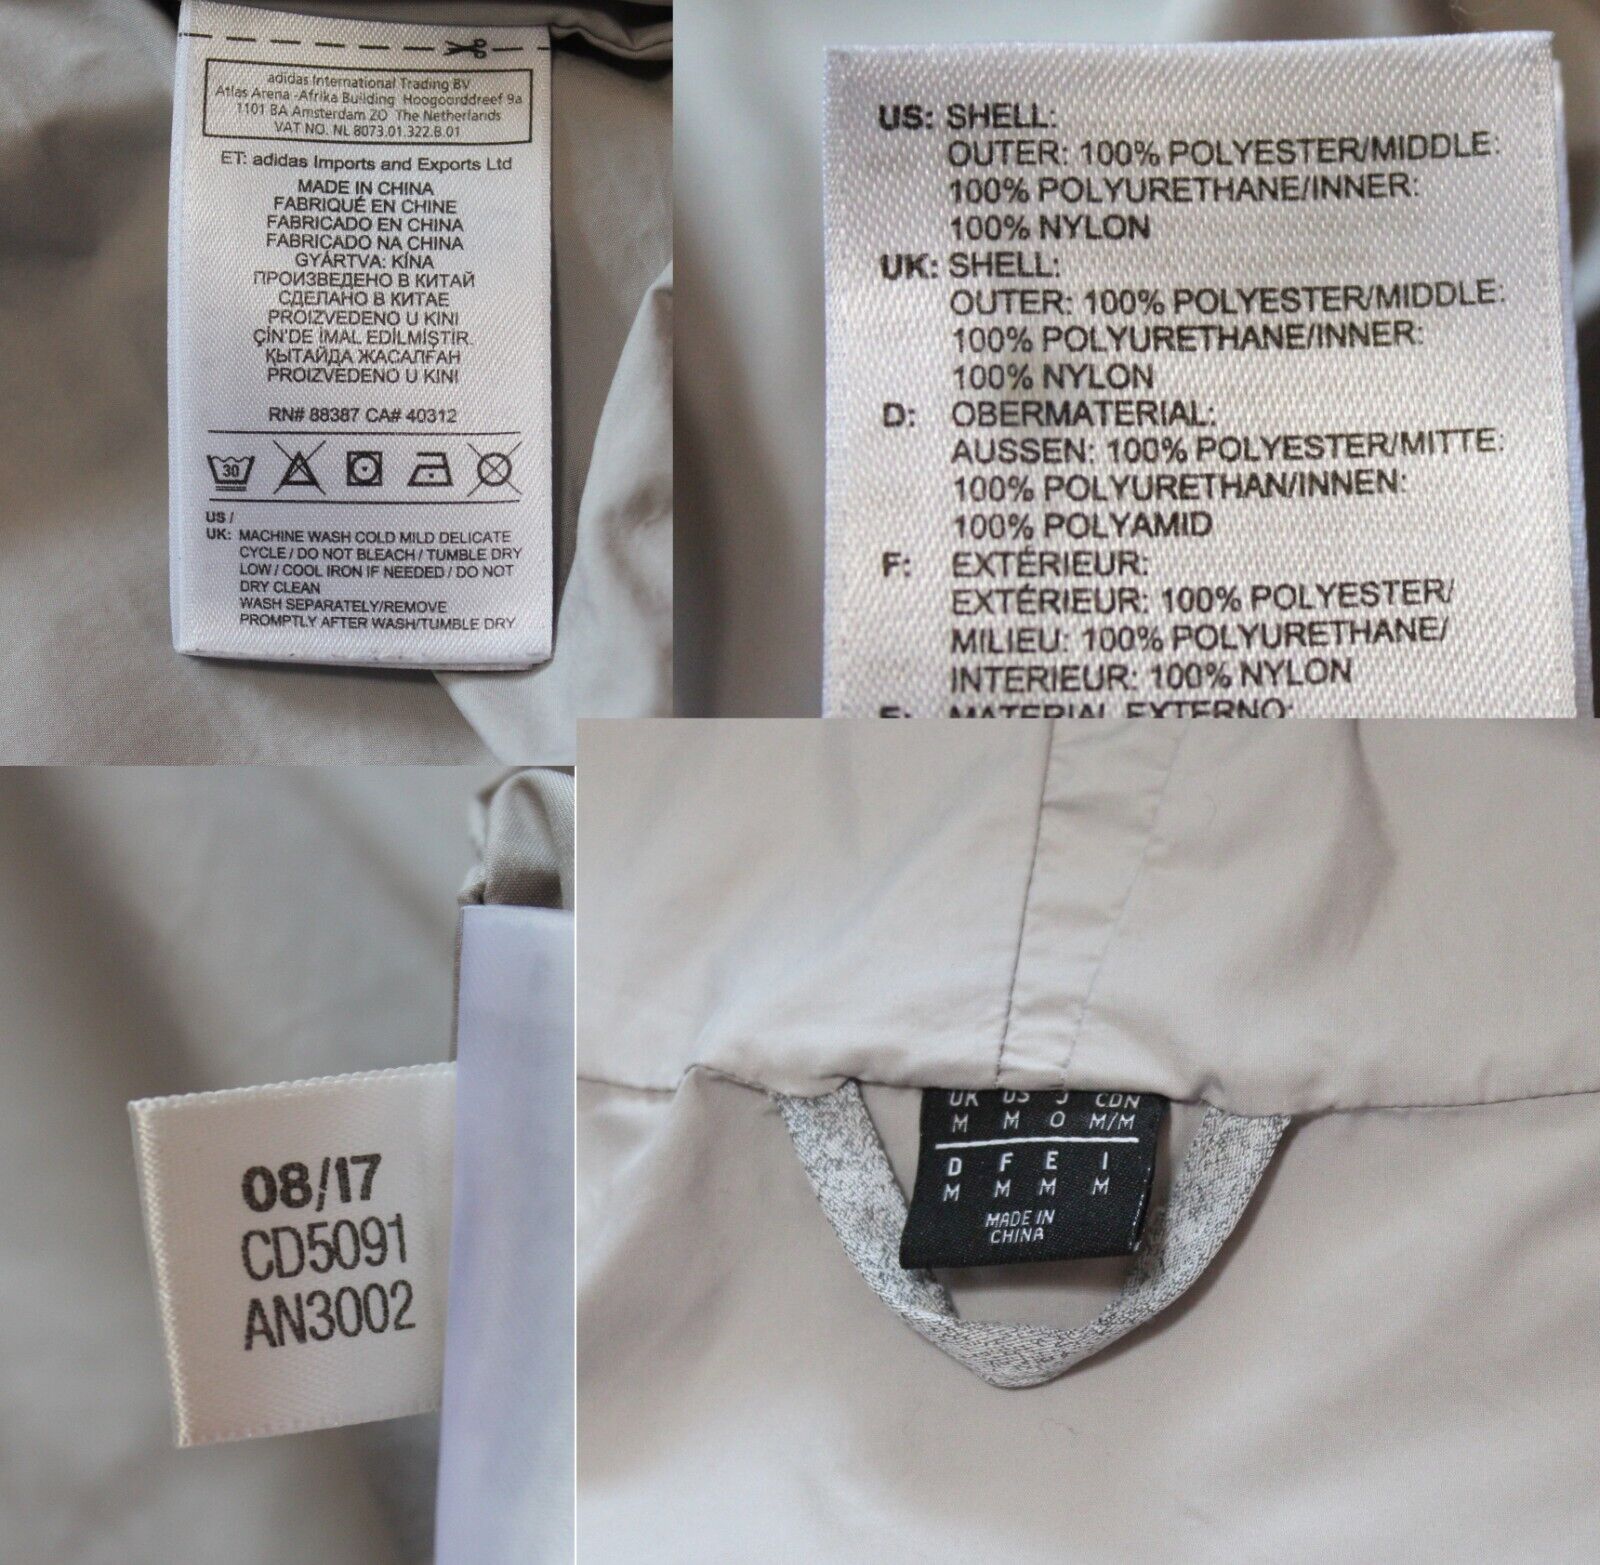 adidas International Trading BV
Atlas Arena -Afrika Building Hoogoorddreef 9a
1101 BA Amsterdam ZO The Netherlands
VAT NO. NL 8073.01.322.B.01
ET: adidas Imports and Exports Ltd
MADE IN CHINA
FABRIQUÉ EN CHINE
FABRICADO EN CHINA
FABRICADO NA CHINA
GYÁRTVA: KÍNA
ПРОИЗВЕДЕНО В КИТАЙ
СДЕЛАНО В КИТАЕ
PROIZVEDENO U KINI
ÇİN'DE İMAL EDİLMİŞTİR.
ҚЫТАЙДА ЖАСАЛҒАН
PROIZVEDENO U KINI
RN# 88387 CA# 40312
30
US /
UK: MACHINE WASH COLD MILD DELICATE
CYCLE / DO NOT BLEACH / TUMBLE DRY
LOW / COOL IRON IF NEEDED / DO NOT
DRY CLEAN
WASH SEPARATELY/REMOVE
PROMPTLY AFTER WASH/TUMBLE DRY
US: SHELL:
OUTER: 100% POLYESTER/MIDDLE:
100% POLYURETHANE/INNER:
100% NYLON
UK: SHELL:
OUTER: 100% POLYESTER/MIDDLE:
100% POLYURETHANE/INNER:
100% NYLON
D: OBERMATERIAL:
AUSSEN: 100% POLYESTER/MITTE:
100% POLYURETHAN/INNEN:
100% POLYAMID
F: EXTÉRIEUR:
EXTÉRIEUR: 100% POLYESTER/
MILIEU: 100% POLYURETHANE/
INTERIEUR: 100% NYLON
E: MATERIAL EXTERNO:
08/17
CD5091
AN3002
UK US J CDN
M M O M/M
D F E I
M M M M
MADE IN
CHINA